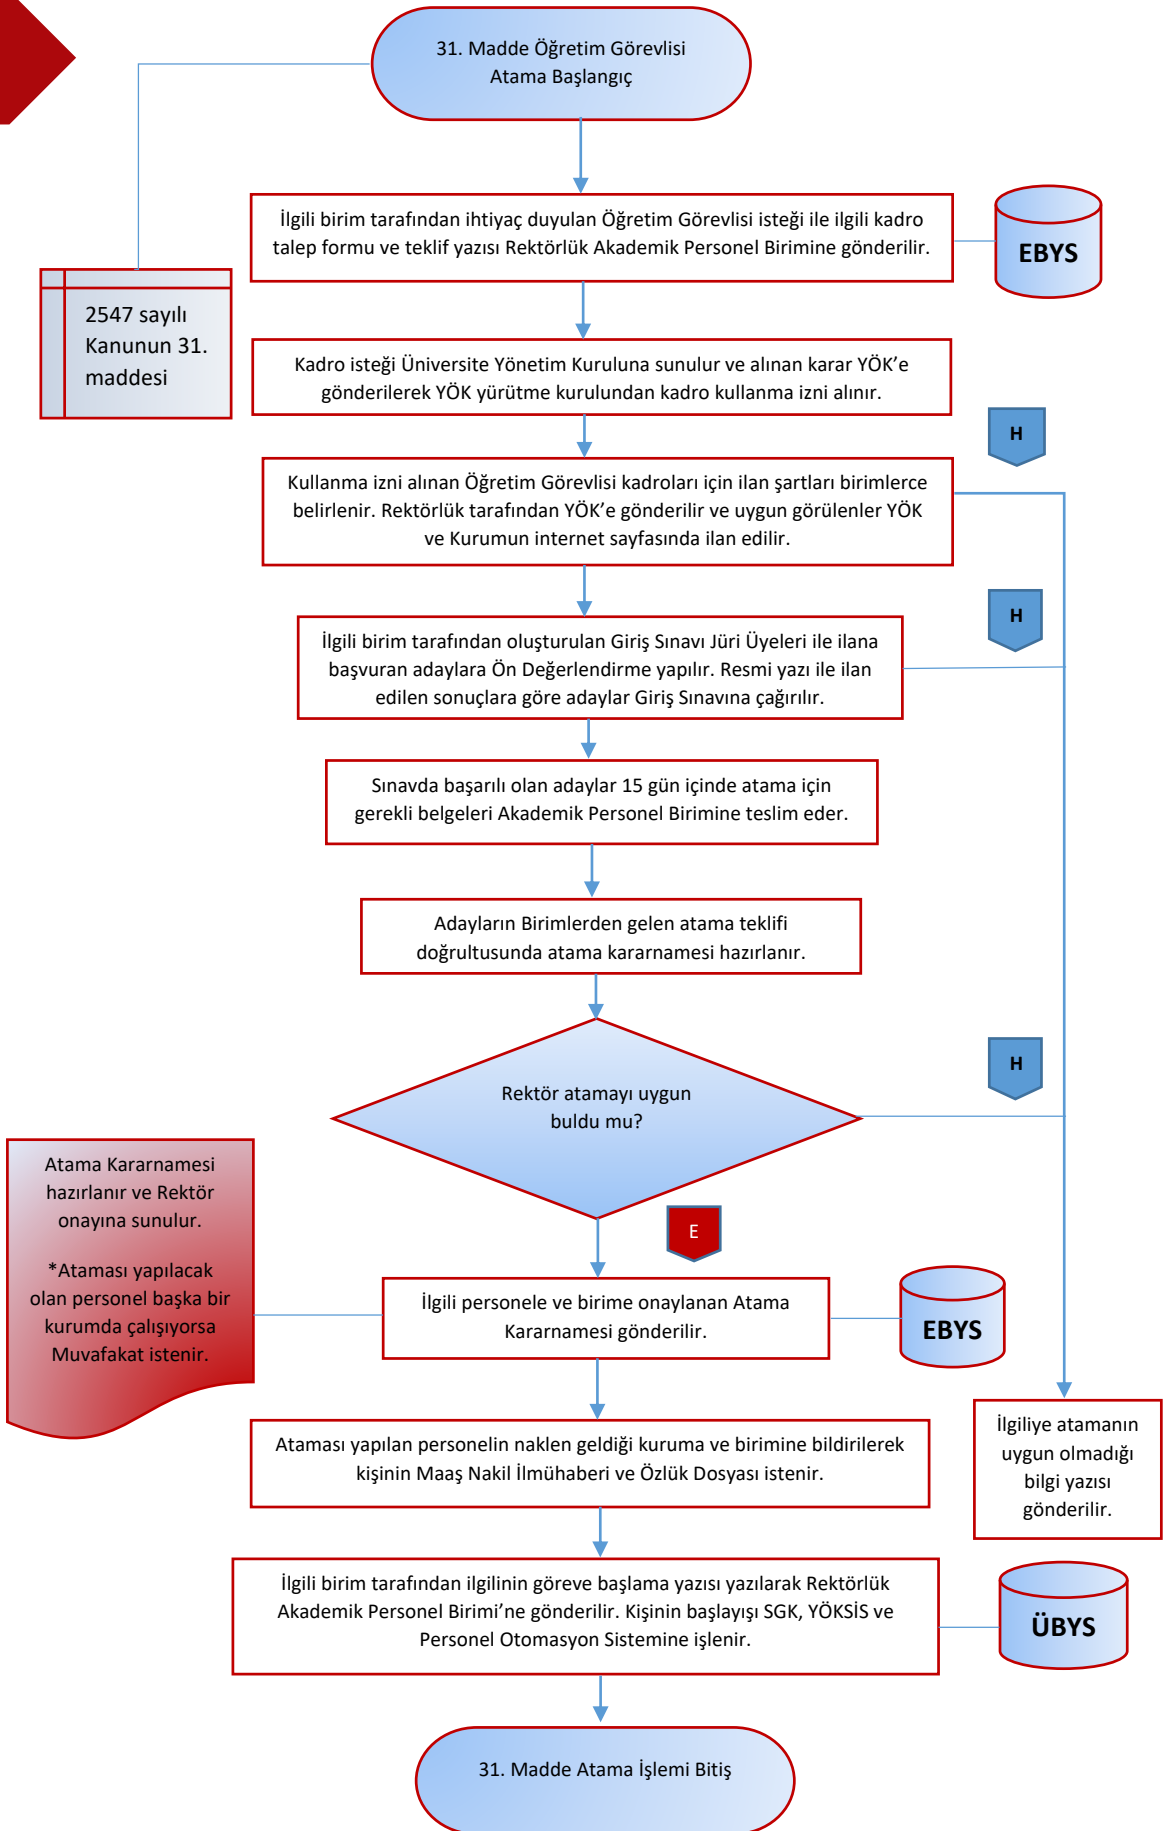 31. Madde Öğretim Görevlisi
Atama Başlangıç
İlgili birim tarafından ihtiyaç duyulan Öğretim Görevlisi isteği ile ilgili kadro
talep formu ve teklif yazısı Rektörlük Akademik Personel Birimine gönderilir.
EBYS
2547 sayılı
Kanunun 31.
maddesi
Kadro isteği Üniversite Yönetim Kuruluna sunulur ve alınan karar YÖK’e
gönderilerek YÖK yürütme kurulundan kadro kullanma izni alınır.
H
Kullanma izni alınan Öğretim Görevlisi kadroları için ilan şartları birimlerce
belirlenir. Rektörlük tarafından YÖK’e gönderilir ve uygun görülenler YÖK
ve Kurumun internet sayfasında ilan edilir.
H
İlgili birim tarafından oluşturulan Giriş Sınavı Jüri Üyeleri ile ilana
başvuran adaylara Ön Değerlendirme yapılır. Resmi yazı ile ilan
edilen sonuçlara göre adaylar Giriş Sınavına çağırılır.
Sınavda başarılı olan adaylar 15 gün içinde atama için
gerekli belgeleri Akademik Personel Birimine teslim eder.
Adayların Birimlerden gelen atama teklifi
doğrultusunda atama kararnamesi hazırlanır.
H
Rektör atamayı uygun
buldu mu?
Atama Kararnamesi
hazırlanır ve Rektör
onayına sunulur.
*Ataması yapılacak
olan personel başka bir
kurumda çalışıyorsa
Muvafakat istenir.
E
İlgili personele ve birime onaylanan Atama
Kararnamesi gönderilir.
EBYS
Ataması yapılan personelin naklen geldiği kuruma ve birimine bildirilerek
kişinin Maaş Nakil İlmühaberi ve Özlük Dosyası istenir.
İlgiliye atamanın
uygun olmadığı
bilgi yazısı
gönderilir.
İlgili birim tarafından ilgilinin göreve başlama yazısı yazılarak Rektörlük
Akademik Personel Birimi’ne gönderilir. Kişinin başlayışı SGK, YÖKSİS ve
Personel Otomasyon Sistemine işlenir.
ÜBYS
31. Madde Atama İşlemi Bitiş